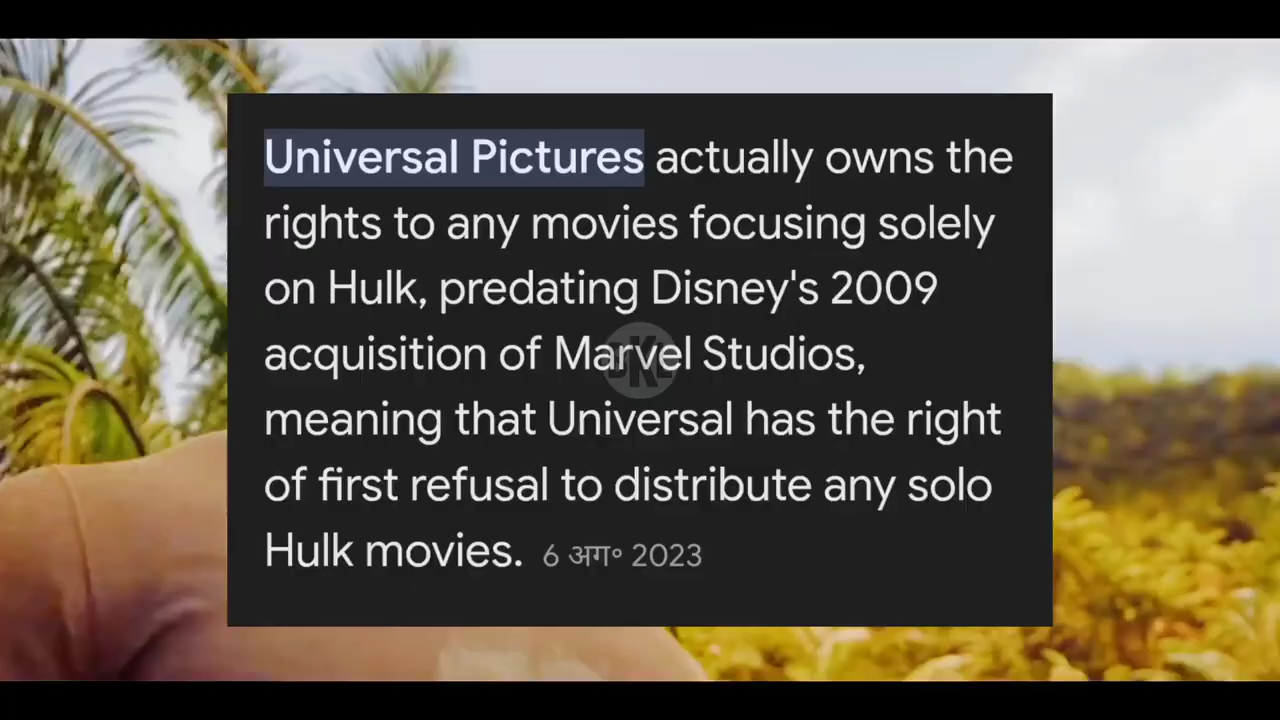 Universal Pictures actually owns the
rights to any movies focusing solely
on Hulk, predating Disney's 2009
acquisition of Marvel Studios,
meaning that Universal has the right
of first refusal to distribute any solo
Hulk movies. 6 अग॰ 2023